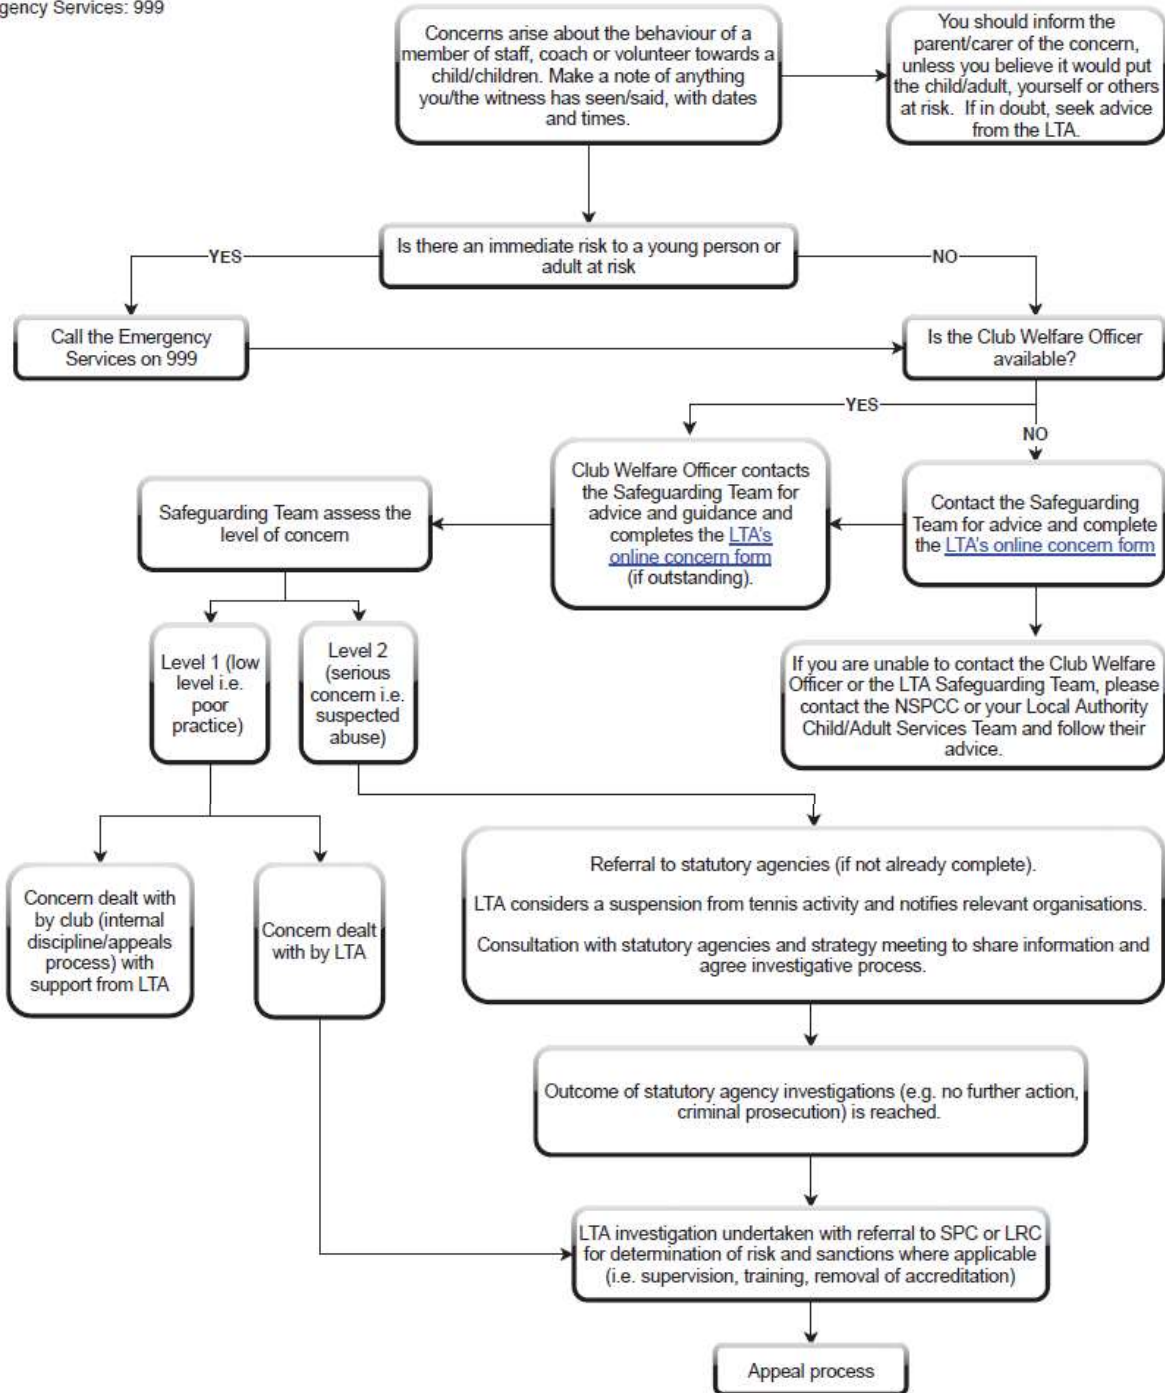 gency Services: 999
Concerns arise about the behaviour of a
member of staff, coach or volunteer towards a
child/children. Make a note of anything
you/the witness has seen/said, with dates
and times.
You should inform the
parent/carer of the concern,
unless you believe it would put
the child/adult, yourself or others
at risk. If in doubt, seek advice
from the LTA.
Is there an immediate risk to a young person or
adult at risk
YES
NO
Call the Emergency
Services on 999
Is the Club Welfare Officer
available?
YES
NO
Club Welfare Officer contacts
the Safeguarding Team for
advice and guidance and
completes the LTA's
online concern form
(if outstanding).
Contact the Safeguarding
Team for advice and complete
the LTA's online concern form
Safeguarding Team assess the
level of concern
Level 1 (low
level i.e.
poor
practice)
Level 2
(serious
concern i.e.
suspected
abuse)
If you are unable to contact the Club Welfare
Officer or the LTA Safeguarding Team, please
contact the NSPCC or your Local Authority
Child/Adult Services Team and follow their
advice.
Concern dealt with
by club (internal
discipline/appeals
process) with
support from LTA
Concern dealt
with by LTA
Referral to statutory agencies (if not already complete).
LTA considers a suspension from tennis activity and notifies relevant organisations.
Consultation with statutory agencies and strategy meeting to share information and
agree investigative process.
Outcome of statutory agency investigations (e.g. no further action,
criminal prosecution) is reached.
LTA investigation undertaken with referral to SPC or LRC
for determination of risk and sanctions where applicable
(i.e. supervision, training, removal of accreditation)
Appeal process